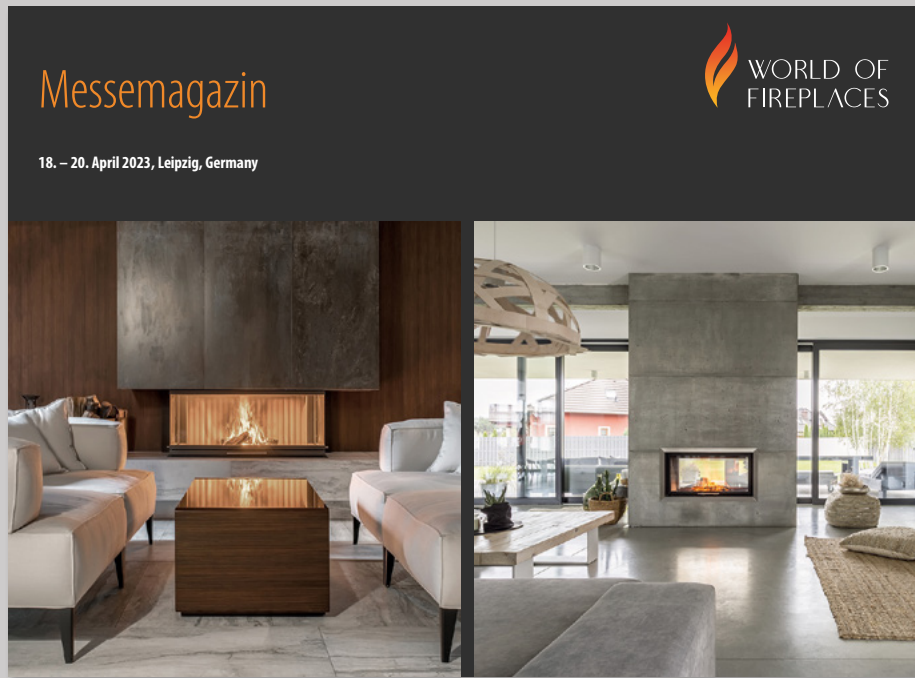 Messemagazin
WORLD OF
FIREPLACES
18. – 20. April 2023, Leipzig, Germany